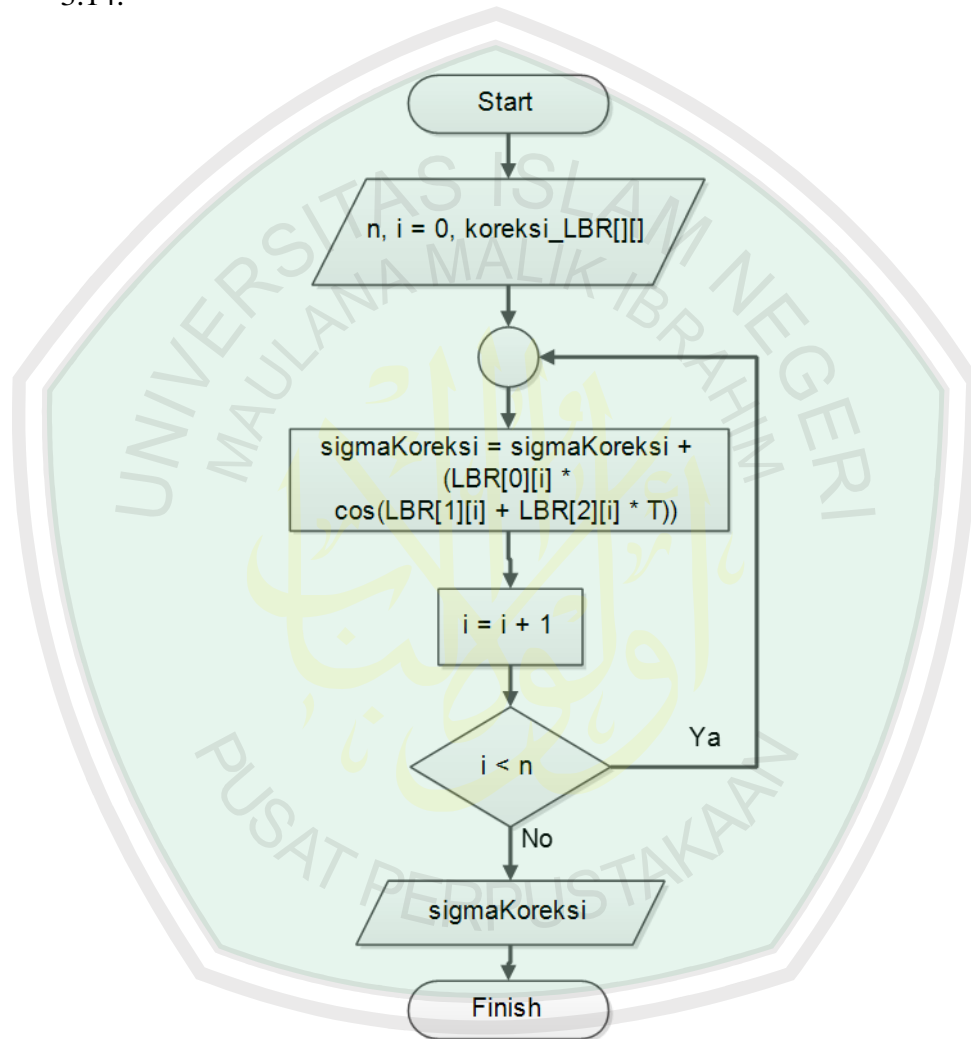 3.14.
Start
n, i = 0, koreksi_LBR[][]
sigmaKoreksi = sigmaKoreksi +
(LBR[0][i] *
cos(LBR[1][i] + LBR[2][i] * T))
i = i + 1
i < n
Ya
No
sigmaKoreksi
Finish
UNIVERSITAS ISLAM NEGERI
MAULANA MALIK IBRAHIM
PUSAT PERPUSTAKAAN